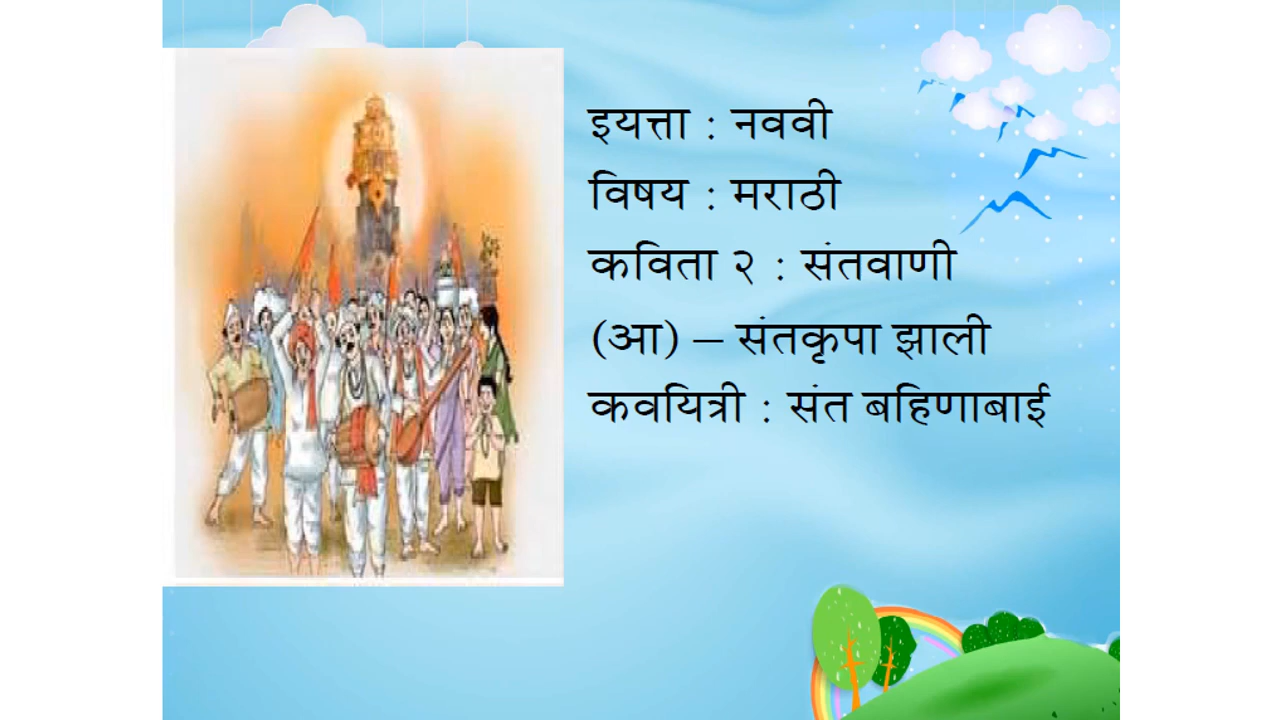 इयत्ता : नववी
विषय : मराठी
कविता २ : संतवाणी
(आ) – संतकृपा झाली
कवयित्री : संत बहिणाबाई